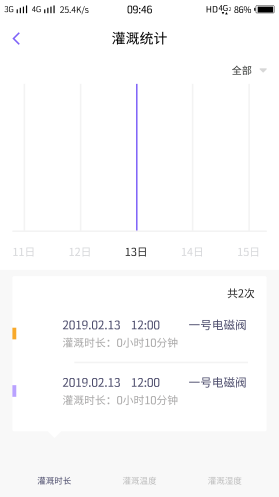 3G 4G 25.4K/s 09:46 HD 4G 86%
灌溉统计
全部
11日 12日 13日 14日 15日
共2次
2019.02.13 12:00 一号电磁阀
灌溉时长：0小时10分钟
2019.02.13 12:00 一号电磁阀
灌溉时长：0小时10分钟
灌溉时长 灌溉温度 灌溉湿度